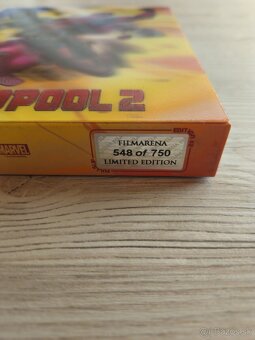 POOL 2
MARVEL
FILMARENA
548 of 750
LIMITED EDITION